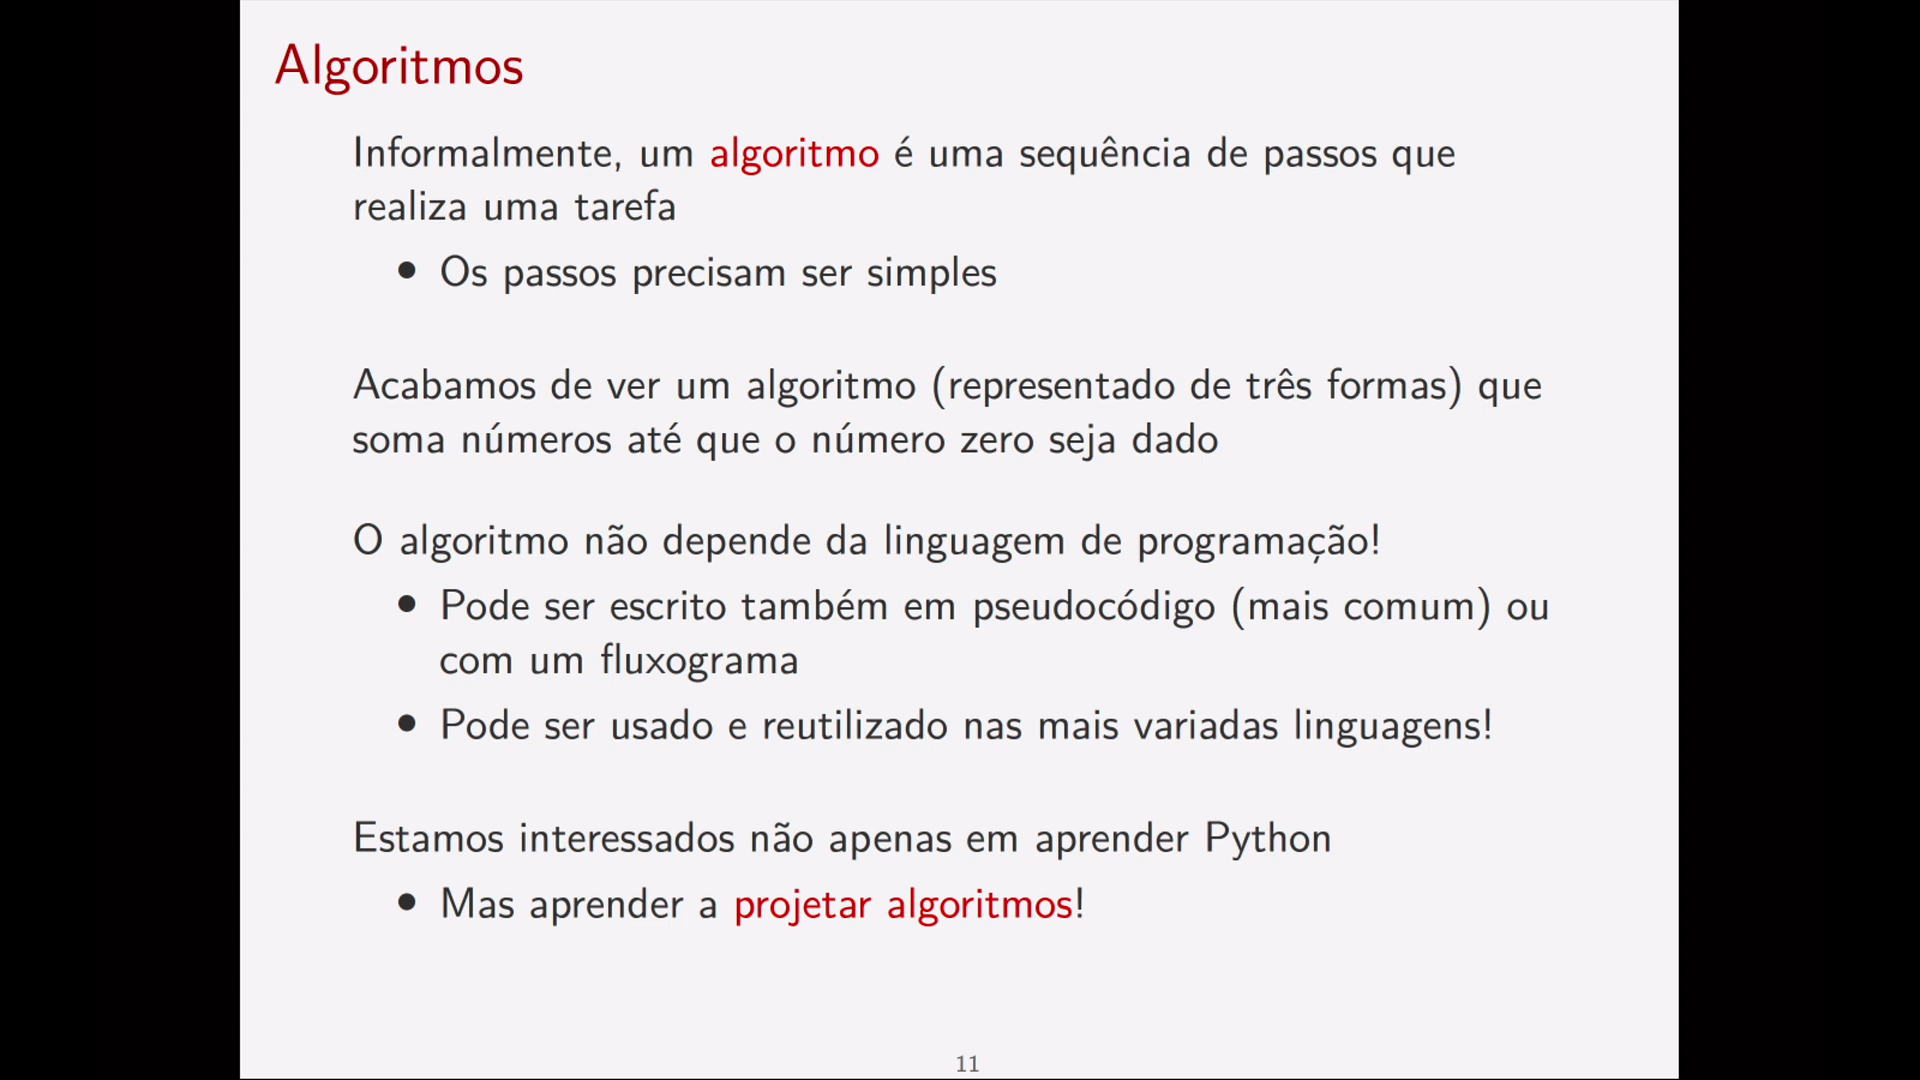 Algoritmos
Informalmente, um algoritmo é uma sequência de passos que
realiza uma tarefa
• Os passos precisam ser simples
Acabamos de ver um algoritmo (representado de três formas) que
soma números até que o número zero seja dado
O algoritmo não depende da linguagem de programação!
• Pode ser escrito também em pseudocódigo (mais comum) ou
com um fluxograma
• Pode ser usado e reutilizado nas mais variadas linguagens!
Estamos interessados não apenas em aprender Python
• Mas aprender a projetar algoritmos!
11